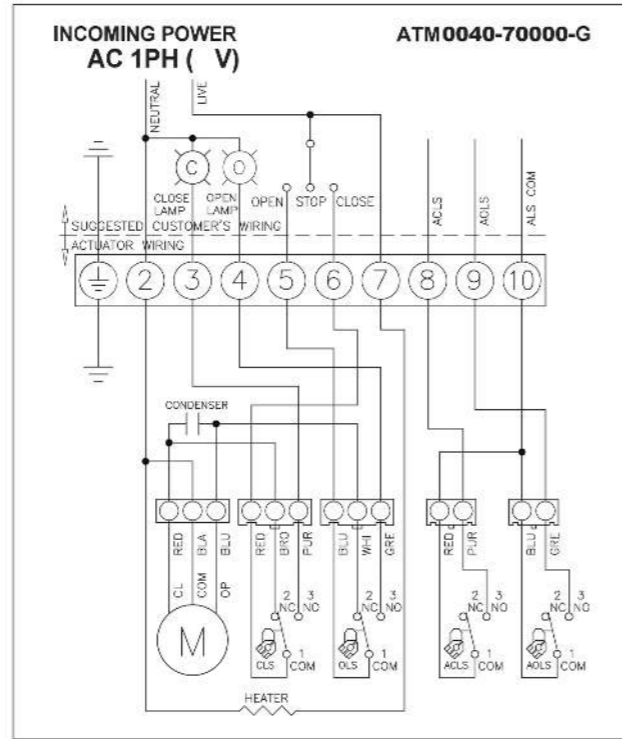 INCOMING POWER
AC 1PH ( V)
ATM0040-70000-G
NEUTRAL
LIVE
C
O
CLOSE
LAMP
OPEN
LAMP
OPEN STOP CLOSE
ACLS
AOLS
ALS COM
SUGGESTED CUSTOMER'S WIRING
ACTUATOR WIRING
2 3 4 5 6 7 8 9 10
CONDENSER
RED BLA BLU
RED BRO PUR
BLU WHI GRE
RED PUR
BLU GRE
CL COM OP
M
2 3
NC NO
1
COM
CLS
2 3
NC NO
1
COM
OLS
2 3
NC NO
1
COM
ACLS
2 3
NC NO
1
COM
AOLS
HEATER